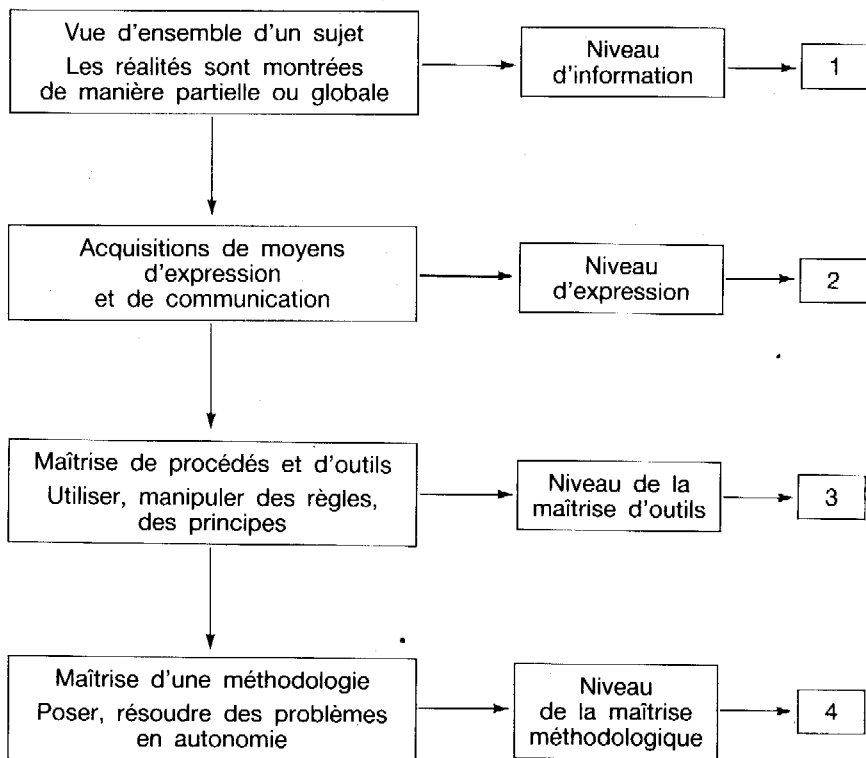 Vue d'ensemble d'un sujet
Les réalités sont montrées
de manière partielle ou globale
Niveau
d'information
1
Acquisitions de moyens
d'expression
et de communication
Niveau
d'expression
2
Maîtrise de procédés et d'outils
Utiliser, manipuler des règles,
des principes
Niveau de la
maîtrise d'outils
3
Maîtrise d'une méthodologie
Poser, résoudre des problèmes
en autonomie
Niveau
de la maîtrise
méthodologique
4